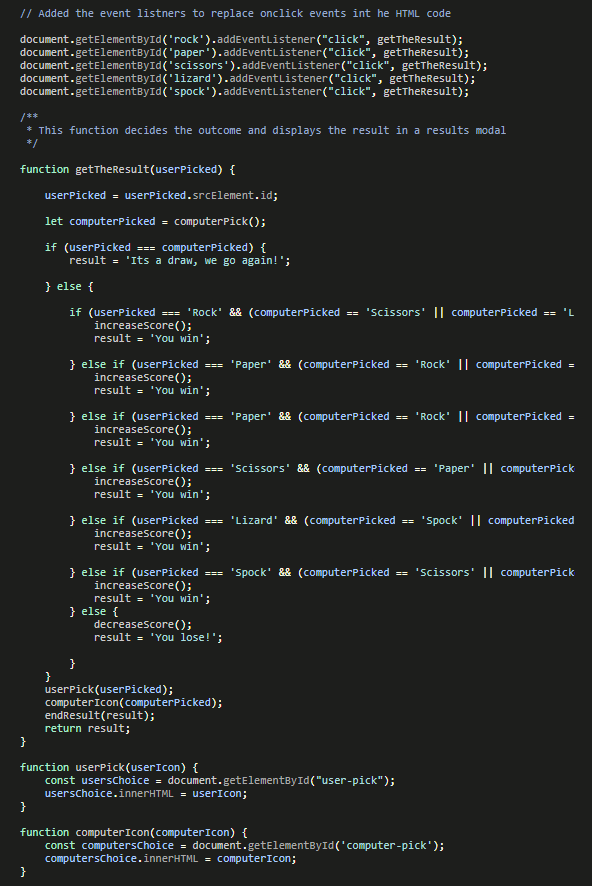 // Added the event listners to replace onclick events int he HTML code
document.getElementById('rock').addEventListener("click", getTheResult);
document.getElementById('paper').addEventListener("click", getTheResult);
document.getElementById('scissors').addEventListener("click", getTheResult);
document.getElementById('lizard').addEventListener("click", getTheResult);
document.getElementById('spock').addEventListener("click", getTheResult);
/**
* This function decides the outcome and displays the result in a results modal
*/
function getTheResult(userPicked) {
userPicked = userPicked.srcElement.id;
let computerPicked = computerPick();
if (userPicked === computerPicked) {
result = 'Its a draw, we go again!';
} else {
if (userPicked === 'Rock' && (computerPicked == 'Scissors' || computerPicked == 'L
increaseScore();
result = 'You win';
} else if (userPicked === 'Paper' && (computerPicked == 'Rock' || computerPicked =
increaseScore();
result = 'You win';
} else if (userPicked === 'Paper' && (computerPicked == 'Rock' || computerPicked =
increaseScore();
result = 'You win';
} else if (userPicked === 'Scissors' && (computerPicked == 'Paper' || computerPick
increaseScore();
result = 'You win';
} else if (userPicked === 'Lizard' && (computerPicked == 'Spock' || computerPicked
increaseScore();
result = 'You win';
} else if (userPicked === 'Spock' && (computerPicked == 'Scissors' || computerPick
increaseScore();
result = 'You win';
} else {
decreaseScore();
result = 'You lose!';
}
}
userPick(userPicked);
computerIcon(computerPicked);
endResult(result);
return result;
}
function userPick(userIcon) {
const usersChoice = document.getElementById("user-pick");
usersChoice.innerHTML = userIcon;
}
function computerIcon(computerIcon) {
const computersChoice = document.getElementById('computer-pick');
computersChoice.innerHTML = computerIcon;
}